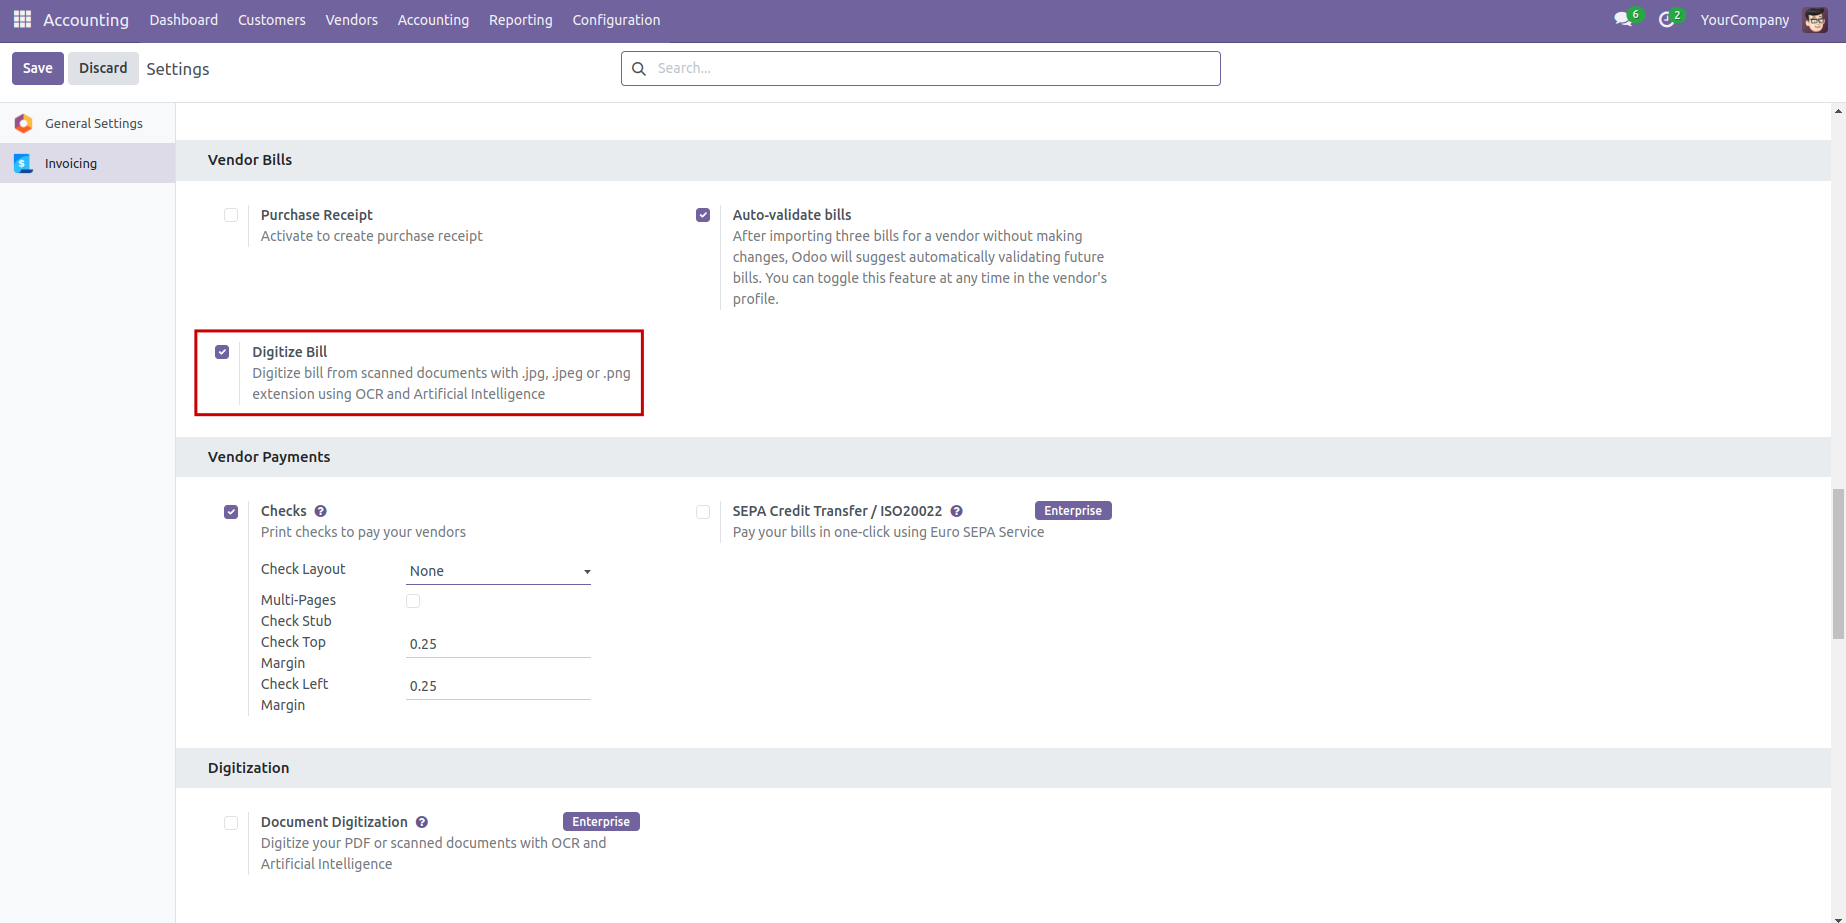 Accounting Dashboard Customers Vendors Accounting Reporting Configuration 6 2 YourCompany
Save Discard Settings Search...
General Settings
Invoicing
Vendor Bills
Purchase Receipt
Activate to create purchase receipt
Auto-validate bills
After importing three bills for a vendor without making
changes, Odoo will suggest automatically validating future
bills. You can toggle this feature at any time in the vendor's
profile.
Digitize Bill
Digitize bill from scanned documents with .jpg, .jpeg or .png
extension using OCR and Artificial Intelligence
Vendor Payments
Checks ?
Print checks to pay your vendors
Check Layout None
Multi-Pages
Check Stub
Check Top
Margin 0.25
Check Left
Margin 0.25
SEPA Credit Transfer / ISO20022 ? Enterprise
Pay your bills in one-click using Euro SEPA Service
Digitization
Document Digitization ? Enterprise
Digitize your PDF or scanned documents with OCR and
Artificial Intelligence